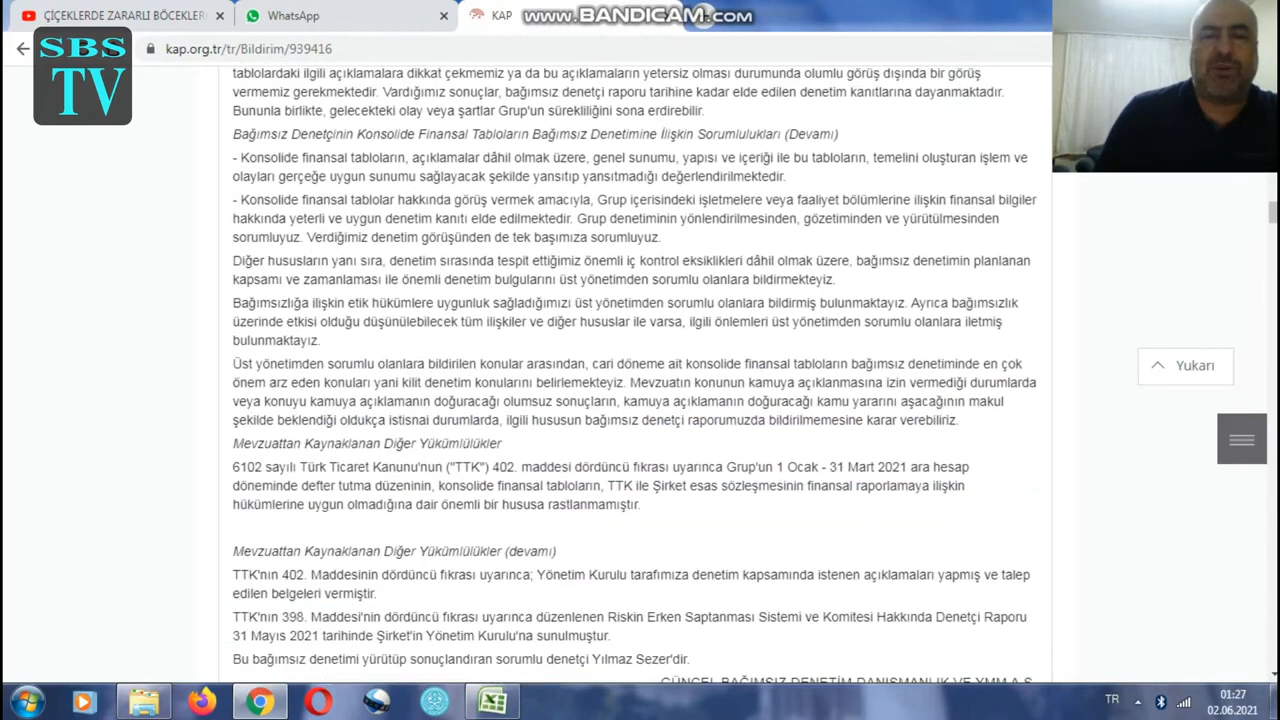 ÇİÇEKLERDE ZARARLI BÖCEKLER
WhatsApp
KAP
www.BANDICAM.com
SBS
TV
kap.org.tr/tr/Bildirim/939416
tablolardaki ilgili açıklamalara dikkat çekmemiz ya da bu açıklamaların yetersiz olması durumunda olumlu görüş dışında bir görüş
vermemiz gerekmektedir. Vardığımız sonuçlar, bağımsız denetçi raporu tarihine kadar elde edilen denetim kanıtlarına dayanmaktadır.
Bununla birlikte, gelecekteki olay veya şartlar Grup'un sürekliliğini sona erdirebilir.
Bağımsız Denetçinin Konsolide Finansal Tabloların Bağımsız Denetimine İlişkin Sorumlulukları (Devamı)
- Konsolide finansal tabloların, açıklamalar dâhil olmak üzere, genel sunumu, yapısı ve içeriği ile bu tabloların, temelini oluşturan işlem ve
olayları gerçeğe uygun sunumu sağlayacak şekilde yansıtıp yansıtmadığı değerlendirilmektedir.
- Konsolide finansal tablolar hakkında görüş vermek amacıyla, Grup içerisindeki işletmelere veya faaliyet bölümlerine ilişkin finansal bilgiler
hakkında yeterli ve uygun denetim kanıtı elde edilmektedir. Grup denetiminin yönlendirilmesinden, gözetiminden ve yürütülmesinden
sorumluyuz. Verdiğimiz denetim görüşünden de tek başımıza sorumluyuz.
Diğer hususların yanı sıra, denetim sırasında tespit ettiğimiz önemli iç kontrol eksiklikleri dâhil olmak üzere, bağımsız denetimin planlanan
kapsamı ve zamanlaması ile önemli denetim bulgularını üst yönetimden sorumlu olanlara bildirmekteyiz.
Bağımsızlığa ilişkin etik hükümlere uygunluk sağladığımızı üst yönetimden sorumlu olanlara bildirmiş bulunmaktayız. Ayrıca bağımsızlık
üzerinde etkisi olduğu düşünülebilecek tüm ilişkiler ve diğer hususlar ile varsa, ilgili önlemleri üst yönetimden sorumlu olanlara iletmiş
bulunmaktayız.
Üst yönetimden sorumlu olanlara bildirilen konular arasından, cari döneme ait konsolide finansal tabloların bağımsız denetiminde en çok
önem arz eden konuları yani kilit denetim konularını belirlemekteyiz. Mevzuatın konunun kamuya açıklanmasına izin vermediği durumlarda
veya konuyu kamuya açıklamanın doğuracağı olumsuz sonuçların, kamuya açıklamanın doğuracağı kamu yararını aşacağının makul
şekilde beklendiği oldukça istisnai durumlarda, ilgili hususun bağımsız denetçi raporumuzda bildirilmemesine karar verebiliriz.
Mevzuattan Kaynaklanan Diğer Yükümlülükler
6102 sayılı Türk Ticaret Kanunu'nun ("TTK") 402. maddesi dördüncü fıkrası uyarınca Grup'un 1 Ocak - 31 Mart 2021 ara hesap
döneminde defter tutma düzeninin, konsolide finansal tabloların, TTK ile Şirket esas sözleşmesinin finansal raporlamaya ilişkin
hükümlerine uygun olmadığına dair önemli bir hususa rastlanmamıştır.
Mevzuattan Kaynaklanan Diğer Yükümlülükler (devamı)
TTK'nın 402. Maddesinin dördüncü fıkrası uyarınca; Yönetim Kurulu tarafımıza denetim kapsamında istenen açıklamaları yapmış ve talep
edilen belgeleri vermiştir.
TTK'nın 398. Maddesi'nin dördüncü fıkrası uyarınca düzenlenen Riskin Erken Saptanması Sistemi ve Komitesi Hakkında Denetçi Raporu
31 Mayıs 2021 tarihinde Şirket'in Yönetim Kurulu'na sunulmuştur.
Bu bağımsız denetimi yürütüp sonuçlandıran sorumlu denetçi Yılmaz Sezer'dir.
GÜNCEL BAĞIMSIZ DENETİM DANIŞMANLIK VE YMM A.Ş.
Yukarı
TR
01:27
02.06.2021